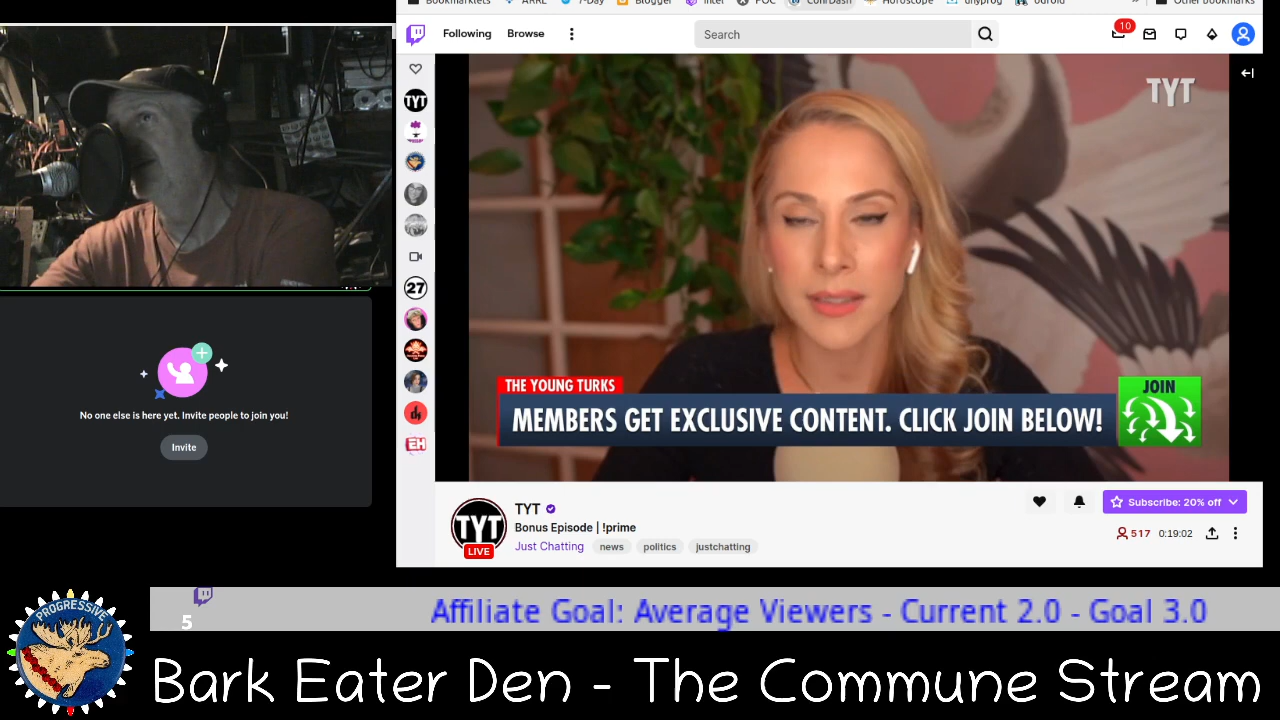 Bookmarklets
ARRL
7-Day
Blogger
Intel
POC
ConrDash
Horoscope
dnyprog
odroid
Other bookmarks
Following
Browse
Search
10
TYT
TYT
27
EH
THE YOUNG TURKS
MEMBERS GET EXCLUSIVE CONTENT. CLICK JOIN BELOW!
JOIN
No one else is here yet. Invite people to join you!
Invite
TYT
LIVE
TYT
Bonus Episode | !prime
Just Chatting
news
politics
justchatting
Subscribe: 20% off
517
0:19:02
PROGRESSIVE
5
Affiliate Goal: Average Viewers - Current 2.0 - Goal 3.0
Bark Eater Den - The Commune Stream